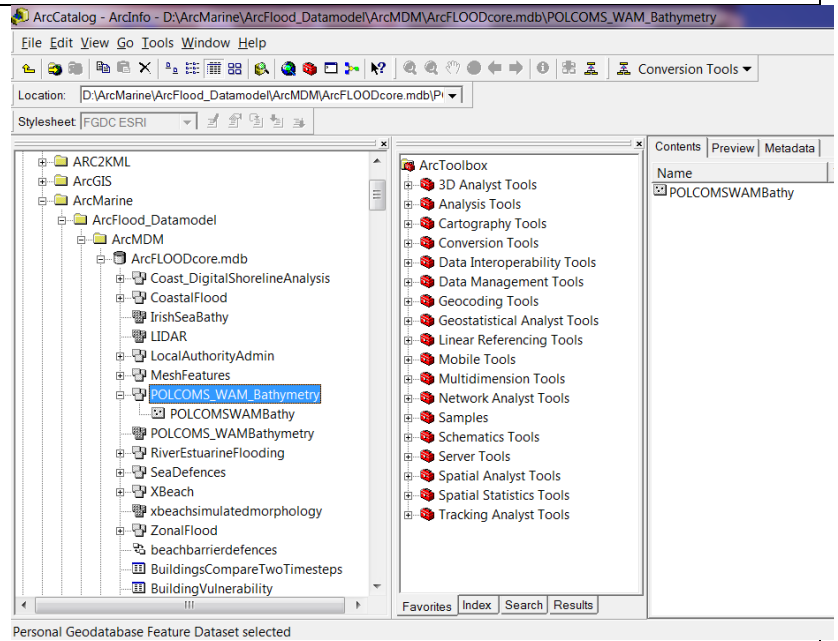 ArcCatalog - ArcInfo - D:\ArcMarine\ArcFlood_Datamodel\ArcMDM\ArcFLOODcore.mdb\POLCOMS_WAM_Bathymetry
File Edit View Go Tools Window Help
Conversion Tools
Location: D:\ArcMarine\ArcFlood_Datamodel\ArcMDM\ArcFLOODcore.mdb\P
Stylesheet: FGDC ESRI
ARC2KML
ArcGIS
ArcMarine
ArcFlood_Datamodel
ArcMDM
ArcFLOODcore.mdb
Coast_DigitalShorelineAnalysis
CoastalFlood
IrishSeaBathy
LIDAR
LocalAuthorityAdmin
MeshFeatures
POLCOMS_WAM_Bathymetry
POLCOMSWAMBathy
POLCOMS_WAMBathymetry
RiverEstuarineFlooding
SeaDefences
XBeach
xbeachsimulatedmorphology
ZonalFlood
beachbarrierdefences
BuildingsCompareTwoTimesteps
BuildingVulnerability
ArcToolbox
3D Analyst Tools
Analysis Tools
Cartography Tools
Conversion Tools
Data Interoperability Tools
Data Management Tools
Geocoding Tools
Geostatistical Analyst Tools
Linear Referencing Tools
Mobile Tools
Multidimension Tools
Network Analyst Tools
Samples
Schematics Tools
Server Tools
Spatial Analyst Tools
Spatial Statistics Tools
Tracking Analyst Tools
Favorites Index Search Results
Contents Preview Metadata
Name
POLCOMSWAMBathy
Personal Geodatabase Feature Dataset selected